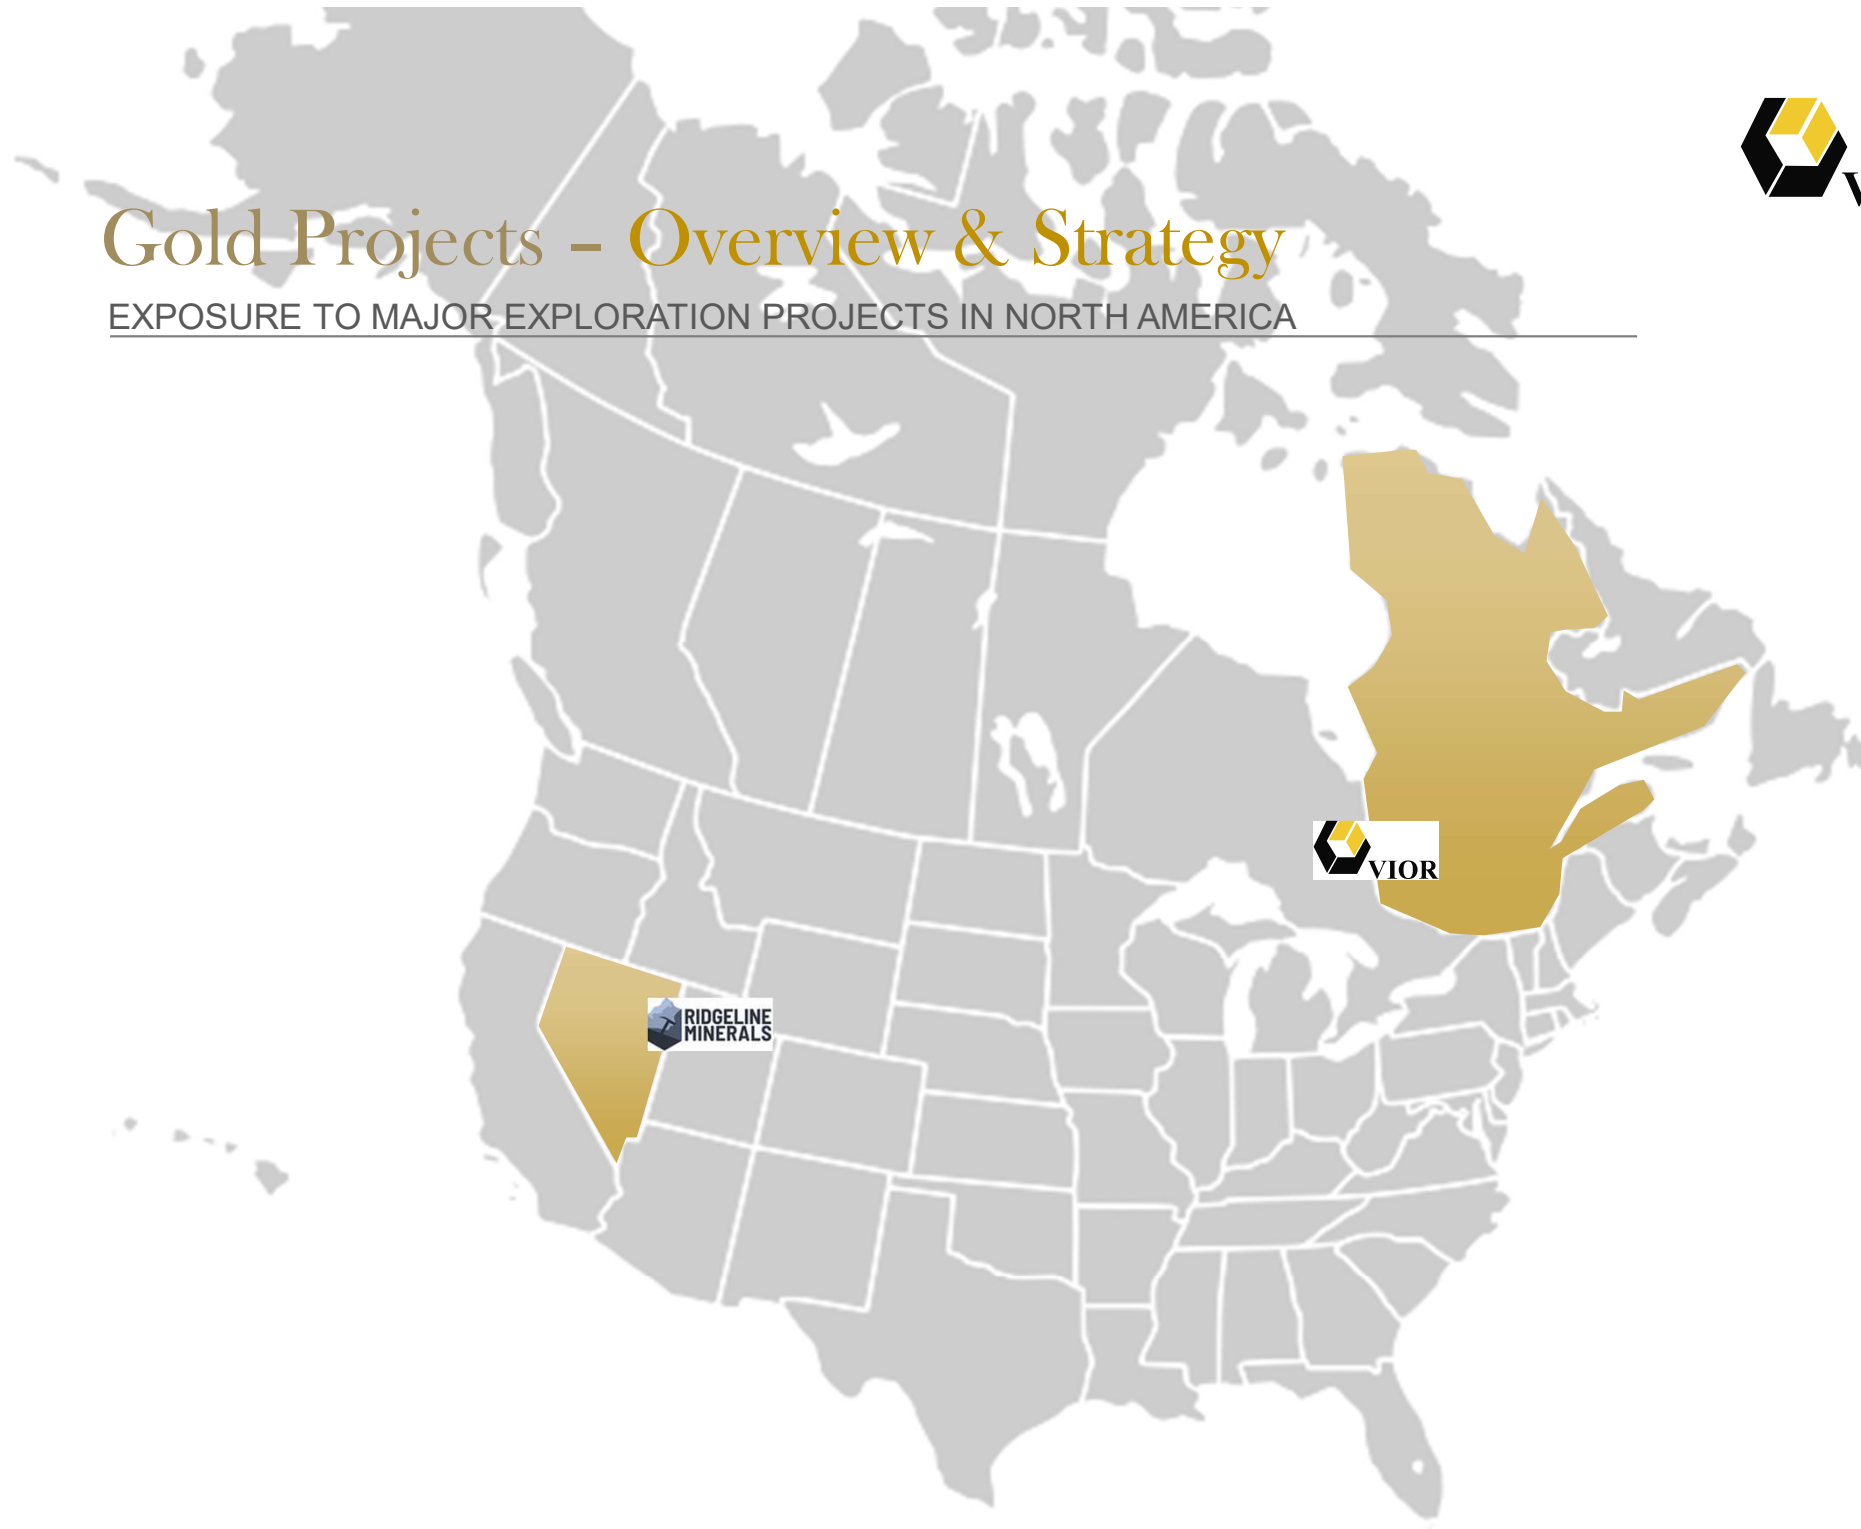 Gold Projects – Overview & Strategy
EXPOSURE TO MAJOR EXPLORATION PROJECTS IN NORTH AMERICA
VIOR
RIDGELINE
MINERALS